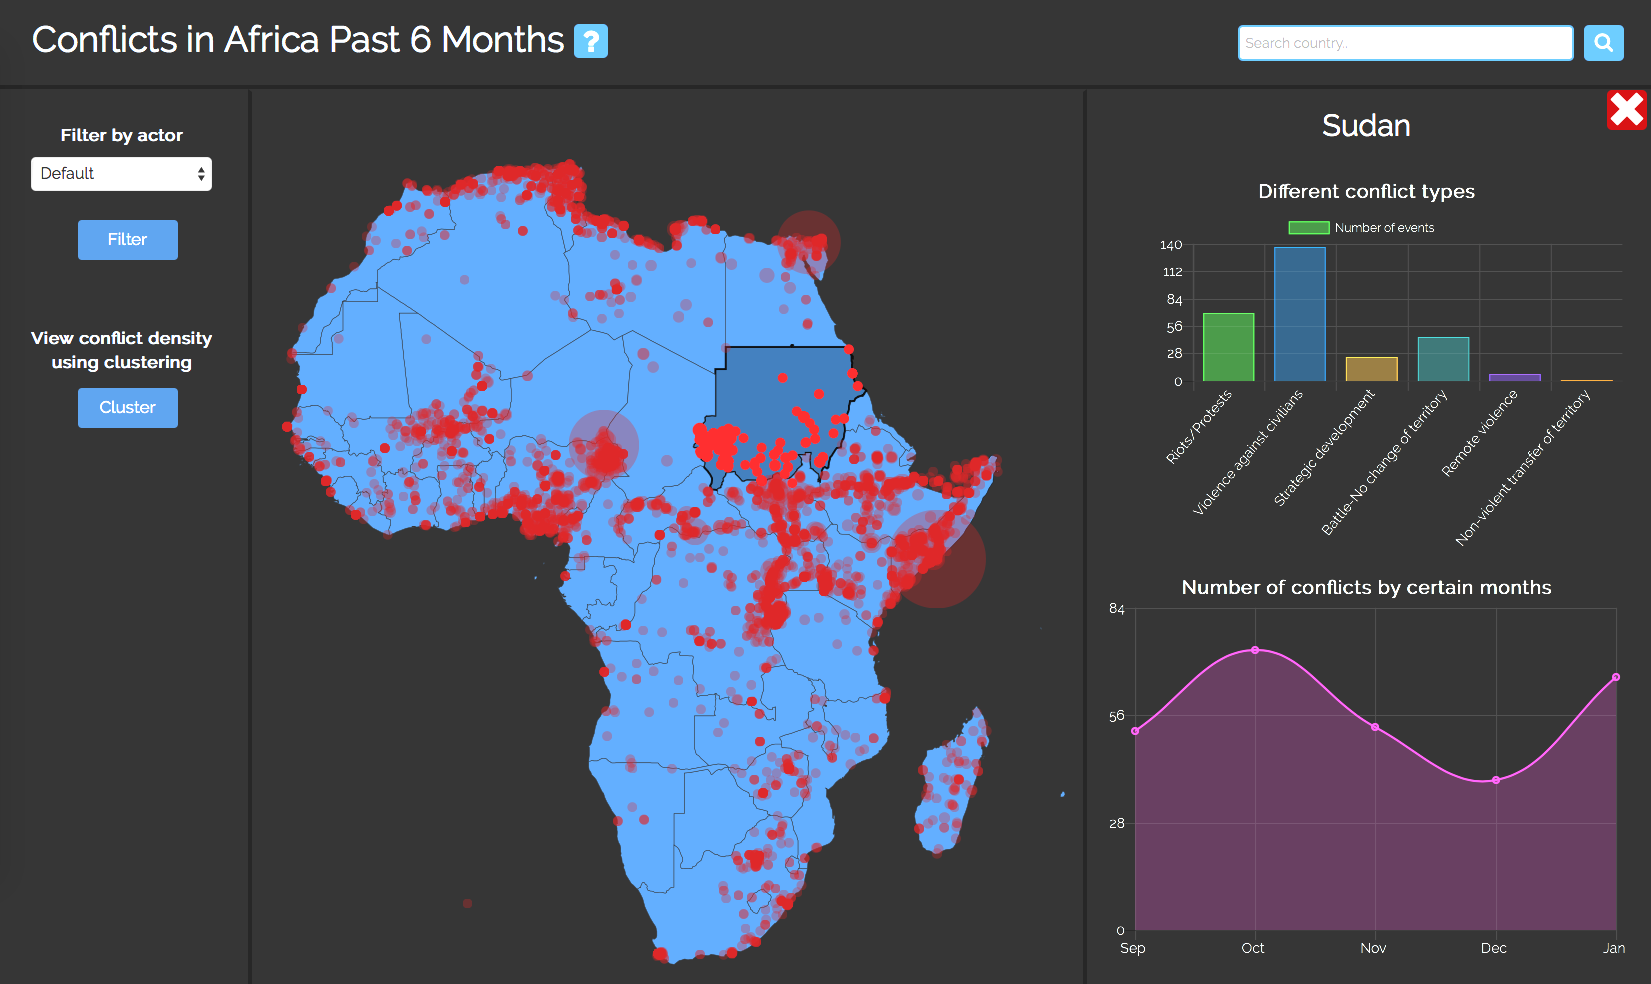 Conflicts in Africa Past 6 Months ?
Search country..
Filter by actor
Default
Filter
View conflict density
using clustering
Cluster
Sudan
Different conflict types
Number of events
140
112
84
56
28
0
Riots/Protests
Violence against civilians
Strategic development
Battle-No change of territory
Remote violence
Non-violent transfer of territory
Number of conflicts by certain months
84
56
28
0
Sep Oct Nov Dec Jan